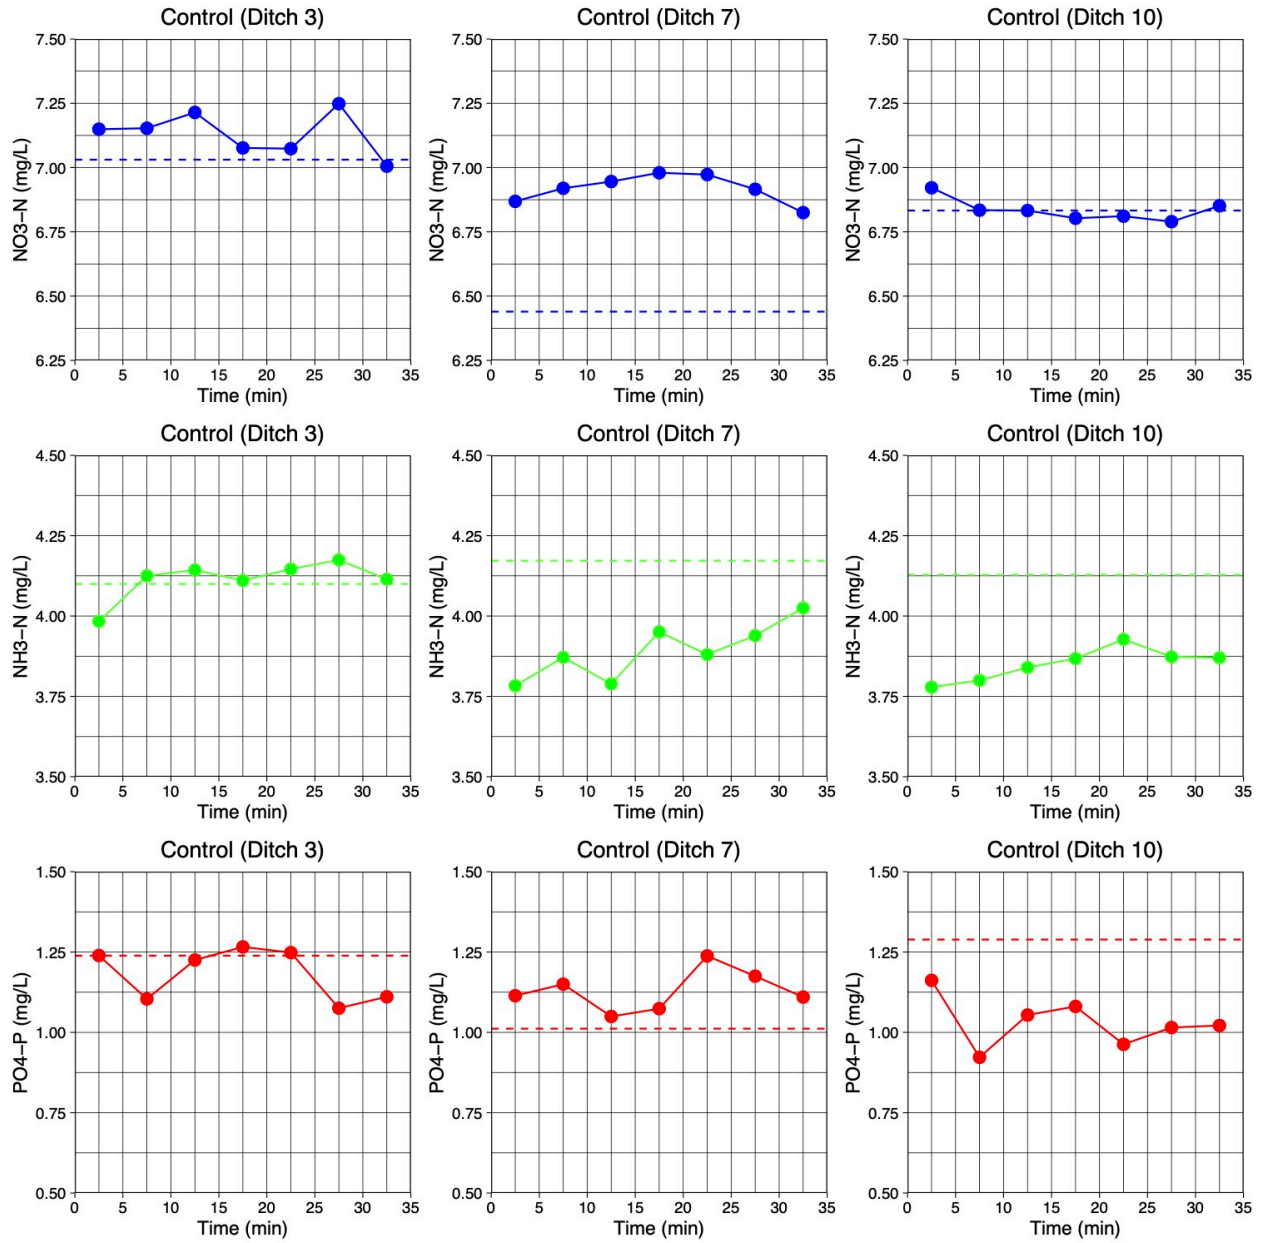 Control (Ditch 3)
NO3−N (mg/L)
7.50
7.25
7.00
6.75
6.50
6.25
0 5 10 15 20 25 30 35
Time (min)
Control (Ditch 7)
NO3−N (mg/L)
7.50
7.25
7.00
6.75
6.50
6.25
0 5 10 15 20 25 30 35
Time (min)
Control (Ditch 10)
NO3−N (mg/L)
7.50
7.25
7.00
6.75
6.50
6.25
0 5 10 15 20 25 30 35
Time (min)
Control (Ditch 3)
NH3−N (mg/L)
4.50
4.25
4.00
3.75
3.50
0 5 10 15 20 25 30 35
Time (min)
Control (Ditch 7)
NH3−N (mg/L)
4.50
4.25
4.00
3.75
3.50
0 5 10 15 20 25 30 35
Time (min)
Control (Ditch 10)
NH3−N (mg/L)
4.50
4.25
4.00
3.75
3.50
0 5 10 15 20 25 30 35
Time (min)
Control (Ditch 3)
PO4−P (mg/L)
1.50
1.25
1.00
0.75
0.50
0 5 10 15 20 25 30 35
Time (min)
Control (Ditch 7)
PO4−P (mg/L)
1.50
1.25
1.00
0.75
0.50
0 5 10 15 20 25 30 35
Time (min)
Control (Ditch 10)
PO4−P (mg/L)
1.50
1.25
1.00
0.75
0.50
0 5 10 15 20 25 30 35
Time (min)